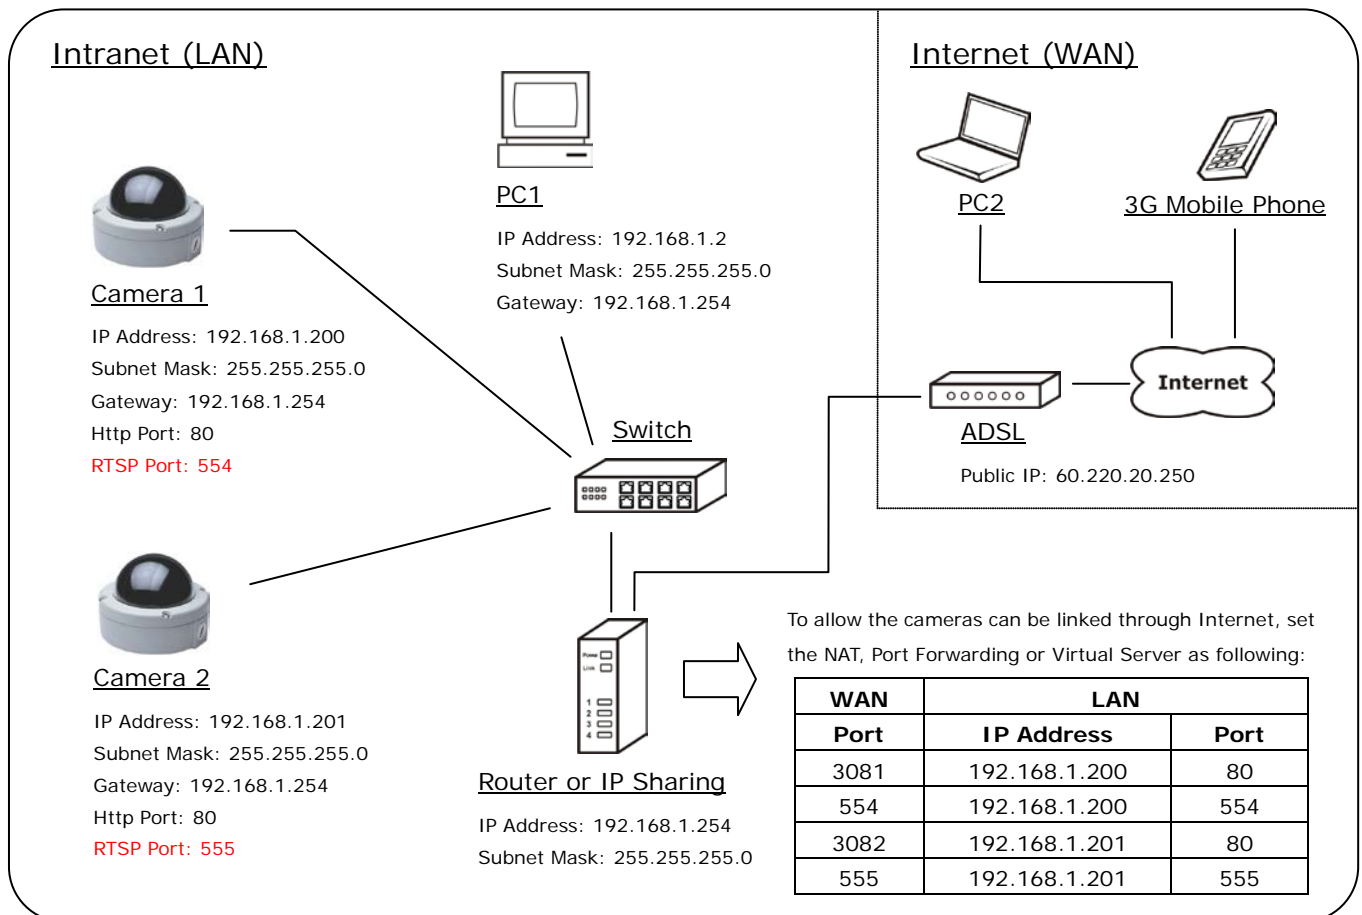 Intranet (LAN)
Internet (WAN)
PC1
IP Address: 192.168.1.2
Subnet Mask: 255.255.255.0
Gateway: 192.168.1.254
PC2
3G Mobile Phone
Camera 1
IP Address: 192.168.1.200
Subnet Mask: 255.255.255.0
Gateway: 192.168.1.254
Http Port: 80
RTSP Port: 554
Switch
Internet
ADSL
Public IP: 60.220.20.250
Camera 2
IP Address: 192.168.1.201
Subnet Mask: 255.255.255.0
Gateway: 192.168.1.254
Http Port: 80
RTSP Port: 555
Power
Link
1
2
3
4
Router or IP Sharing
IP Address: 192.168.1.254
Subnet Mask: 255.255.255.0
To allow the cameras can be linked through Internet, set
the NAT, Port Forwarding or Virtual Server as following:
WAN LAN
Port IP Address Port
3081 192.168.1.200 80
554 192.168.1.200 554
3082 192.168.1.201 80
555 192.168.1.201 555